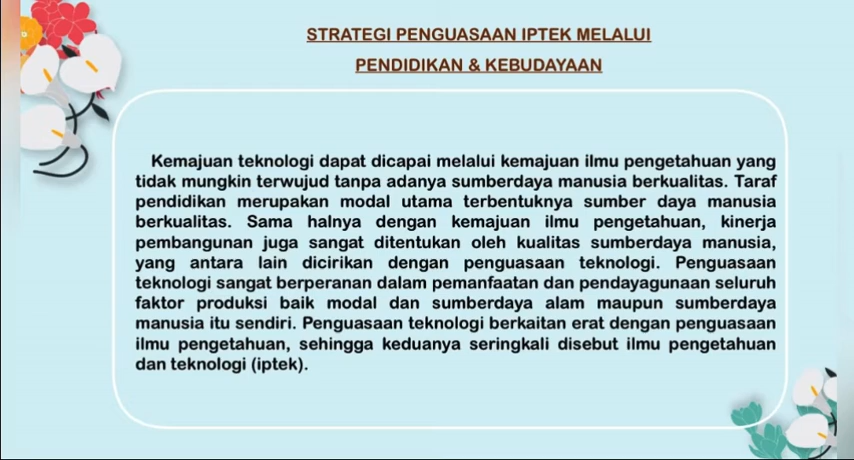 STRATEGI PENGUASAAN IPTEK MELALUI
PENDIDIKAN & KEBUDAYAAN
Kemajuan teknologi dapat dicapai melalui kemajuan ilmu pengetahuan yang
tidak mungkin terwujud tanpa adanya sumberdaya manusia berkualitas. Taraf
pendidikan merupakan modal utama terbentuknya sumber daya manusia
berkualitas. Sama halnya dengan kemajuan ilmu pengetahuan, kinerja
pembangunan juga sangat ditentukan oleh kualitas sumberdaya manusia,
yang antara lain dicirikan dengan penguasaan teknologi. Penguasaan
teknologi sangat berperanan dalam pemanfaatan dan pendayagunaan seluruh
faktor produksi baik modal dan sumberdaya alam maupun sumberdaya
manusia itu sendiri. Penguasaan teknologi berkaitan erat dengan penguasaan
ilmu pengetahuan, sehingga keduanya seringkali disebut ilmu pengetahuan
dan teknologi (iptek).